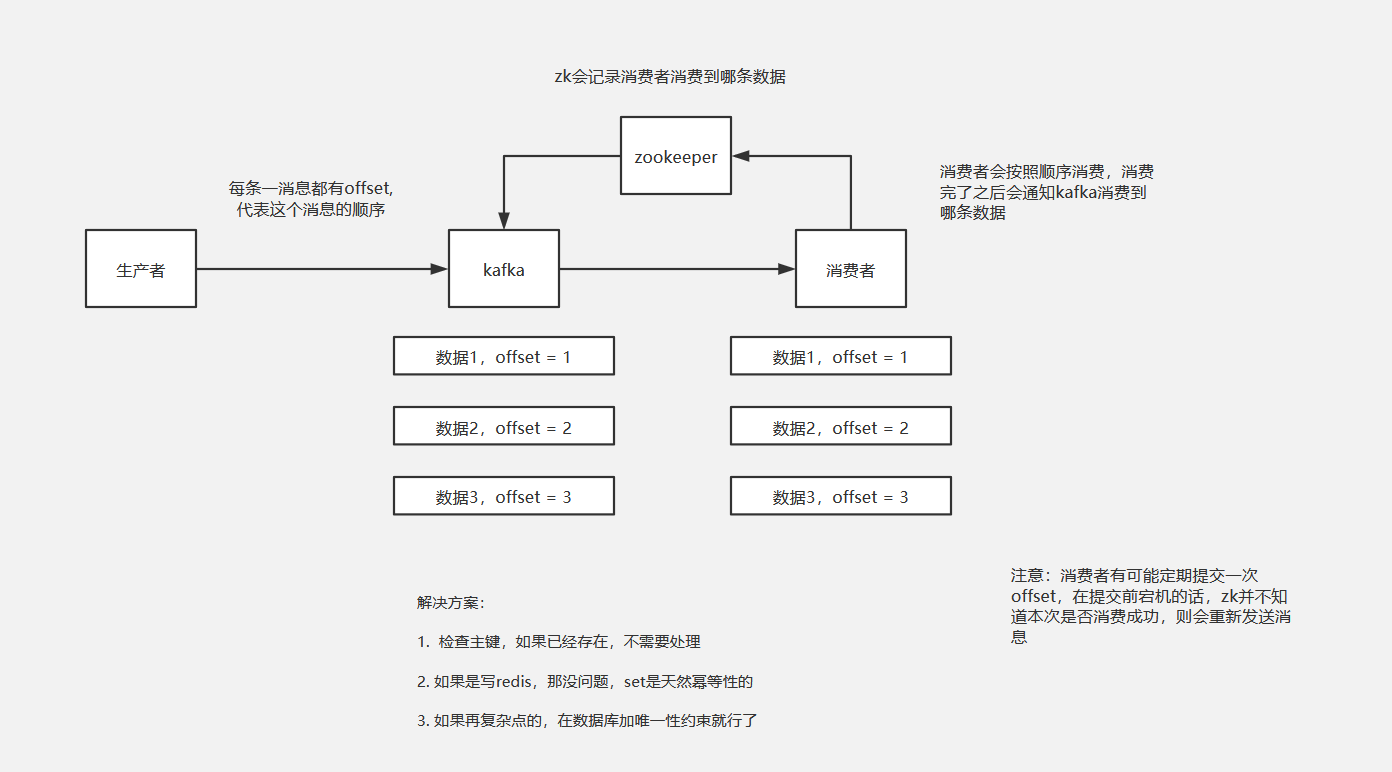 zk会记录消费者消费到哪条数据
zookeeper
每条一消息都有offset,
代表这个消息的顺序
消费者会按照顺序消费，消费
完了之后会通知kafka消费到
哪条数据
生产者
kafka
消费者
数据1，offset = 1
数据1，offset = 1
数据2，offset = 2
数据2，offset = 2
数据3，offset = 3
数据3，offset = 3
注意：消费者有可能定期提交一次
offset，在提交前宕机的话，zk并不知
道本次是否消费成功，则会重新发送消
息
解决方案：
1. 检查主键，如果已经存在，不需要处理
2. 如果是写redis，那没问题，set是天然幂等性的
3. 如果再复杂点的，在数据库加唯一性约束就行了